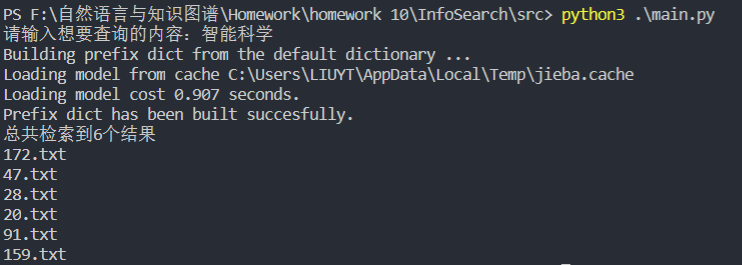 PS F:\自然语言与知识图谱\Homework\homework 10\InfoSearch\src> python3 .\main.py
请输入想要查询的内容：智能科学
Building prefix dict from the default dictionary ...
Loading model from cache C:\Users\LIUYT\AppData\Local\Temp\jieba.cache
Loading model cost 0.907 seconds.
Prefix dict has been built succesfully.
总共检索到6个结果
172.txt
47.txt
28.txt
20.txt
91.txt
159.txt